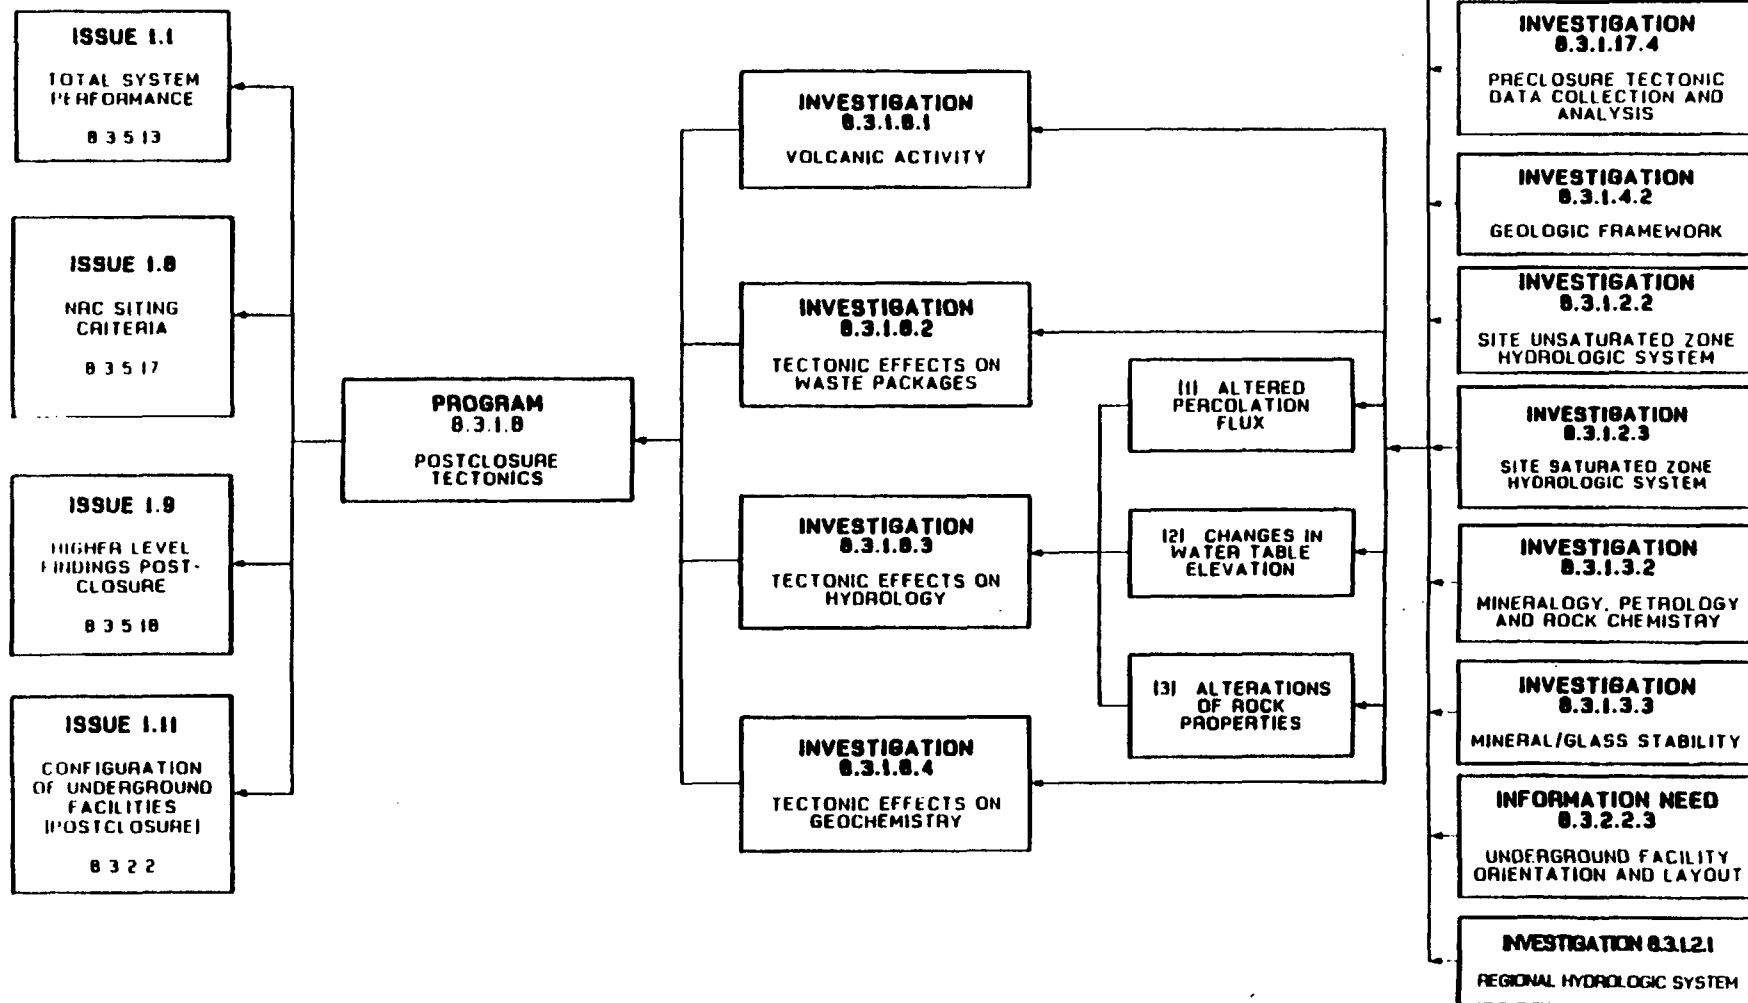 ISSUE 1.1
TOTAL SYSTEM
PERFORMANCE
8 3 5 13
ISSUE 1.8
NRC SITING
CRITERIA
8 3 5 17
ISSUE 1.9
HIGHER LEVEL
FINDINGS POST-
CLOSURE
8 3 5 18
ISSUE 1.11
CONFIGURATION
OF UNDERGROUND
FACILITIES
(POSTCLOSURE)
8 3 2 2
PROGRAM
8.3.1.8
POSTCLOSURE
TECTONICS
INVESTIGATION
8.3.1.8.1
VOLCANIC ACTIVITY
INVESTIGATION
8.3.1.8.2
TECTONIC EFFECTS ON
WASTE PACKAGES
INVESTIGATION
8.3.1.8.3
TECTONIC EFFECTS ON
HYDROLOGY
INVESTIGATION
8.3.1.8.4
TECTONIC EFFECTS ON
GEOCHEMISTRY
(1) ALTERED
PERCOLATION
FLUX
(2) CHANGES IN
WATER TABLE
ELEVATION
(3) ALTERATIONS
OF ROCK
PROPERTIES
INVESTIGATION
8.3.1.17.4
PRECLOSURE TECTONIC
DATA COLLECTION AND
ANALYSIS
INVESTIGATION
8.3.1.4.2
GEOLOGIC FRAMEWORK
INVESTIGATION
8.3.1.2.2
SITE UNSATURATED ZONE
HYDROLOGIC SYSTEM
INVESTIGATION
8.3.1.2.3
SITE SATURATED ZONE
HYDROLOGIC SYSTEM
INVESTIGATION
8.3.1.3.2
MINERALOGY, PETROLOGY
AND ROCK CHEMISTRY
INVESTIGATION
8.3.1.3.3
MINERAL/GLASS STABILITY
INFORMATION NEED
8.3.2.2.3
UNDERGROUND FACILITY
ORIENTATION AND LAYOUT
INVESTIGATION 8.3.1.2.1
REGIONAL HYDROLOGIC SYSTEM